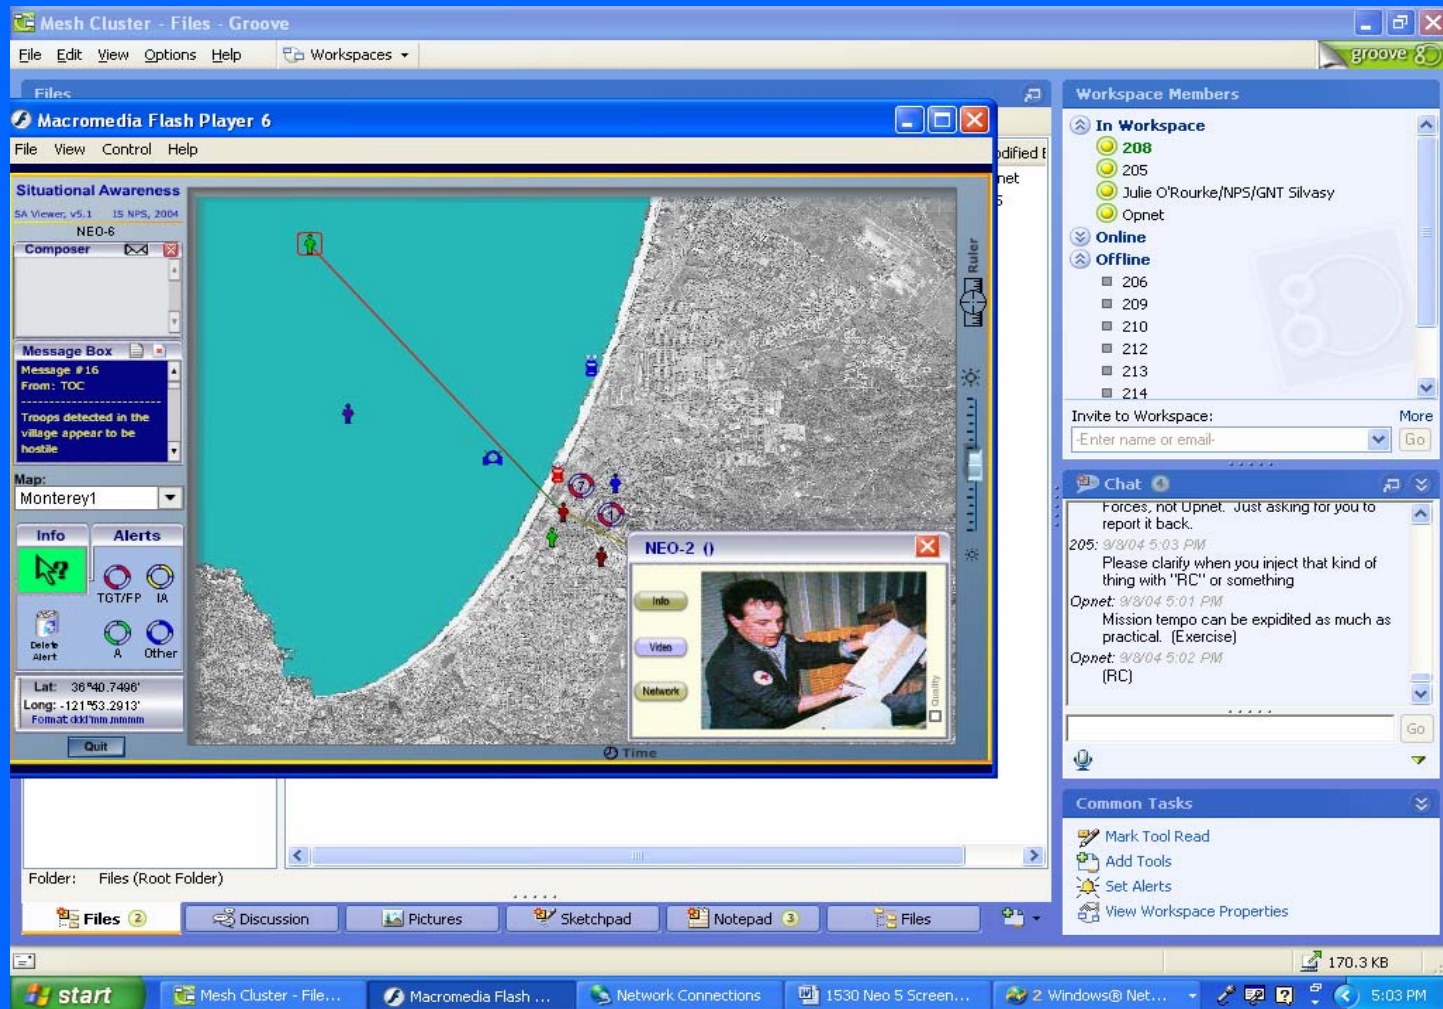 Mesh Cluster - Files - Groove
File Edit View Options Help Workspaces
groove
Files
Macromedia Flash Player 6
File View Control Help
Situational Awareness
SA Viewer, v5.1 IS NPS, 2004
NEO-6
Composer
Message Box
Message #16
From: TOC
--------------------------
Troops detected in the
village appear to be
hostile
Map:
Monterey1
Info Alerts
TGT/FP IA
Delete
Alert
A Other
Lat: 36°40.7496'
Long: -121°53.2913'
Format: ddd°mm.mmmm
Quit
Ruler
7
1
NEO-2 ()
Info
Video
Network
Quality
Time
Folder: Files (Root Folder)
Files 2 Discussion Pictures Sketchpad Notepad 3 Files
Workspace Members
In Workspace
208
205
Julie O'Rourke/NPS/GNT Silvasy
Opnet
Online
Offline
206
209
210
212
213
214
Invite to Workspace: More
-Enter name or email- Go
Chat 4
Forces, not Opnet. Just asking for you to
report it back.
205: 9/8/04 5:03 PM
Please clarify when you inject that kind of
thing with "RC" or something
Opnet: 9/8/04 5:01 PM
Mission tempo can be expidited as much as
practical. (Exercise)
Opnet: 9/8/04 5:02 PM
(RC)
Go
Common Tasks
Mark Tool Read
Add Tools
Set Alerts
View Workspace Properties
170.3 KB
start Mesh Cluster - File... Macromedia Flash ... Network Connections 1530 Neo 5 Screen... 2 Windows® Net... 5:03 PM